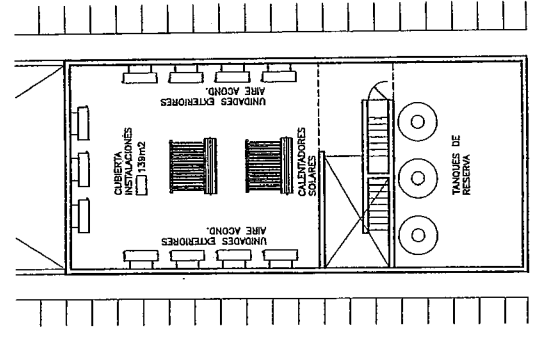 UNIDADES EXTERIORES
AIRE ACOND.
CUBIERTA
INSTALACIONES
139m2
CALENTADORES
SOLARES
TANQUES DE
RESERVA
UNIDADES EXTERIORES
AIRE ACOND.